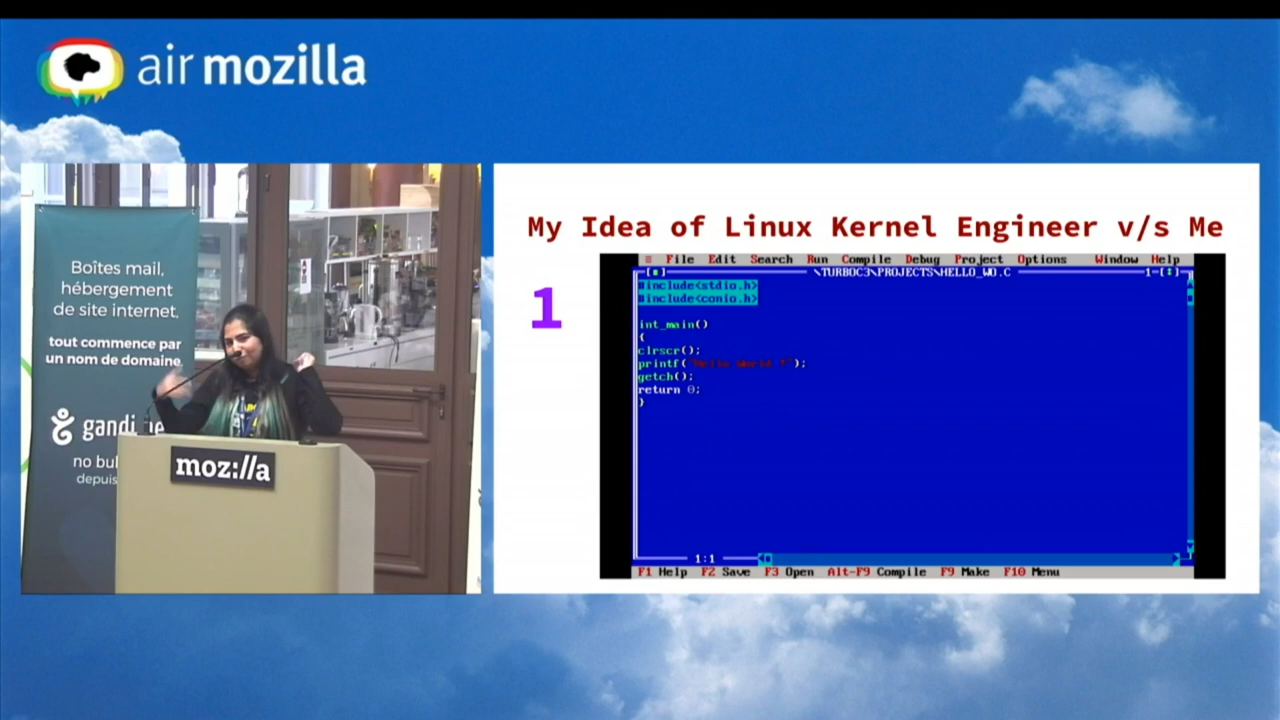 air mozilla
Boîtes mail,
hébergement
de site internet,
tout commence par
un nom de domaine
gandi
no bul
depuis
moz://a
My Idea of Linux Kernel Engineer v/s Me
1
≡ File Edit Search Run Compile Debug Project Options Window Help
[■] \TURBOC3\PROJECTS\HELLO_WO.C 1=[↕]
#include<stdio.h>
#include<conio.h>
int_main()
{
clrscr();
printf("Hello World !");
getch();
return 0;
}
1:1
F1 Help F2 Save F3 Open Alt-F9 Compile F9 Make F10 Menu